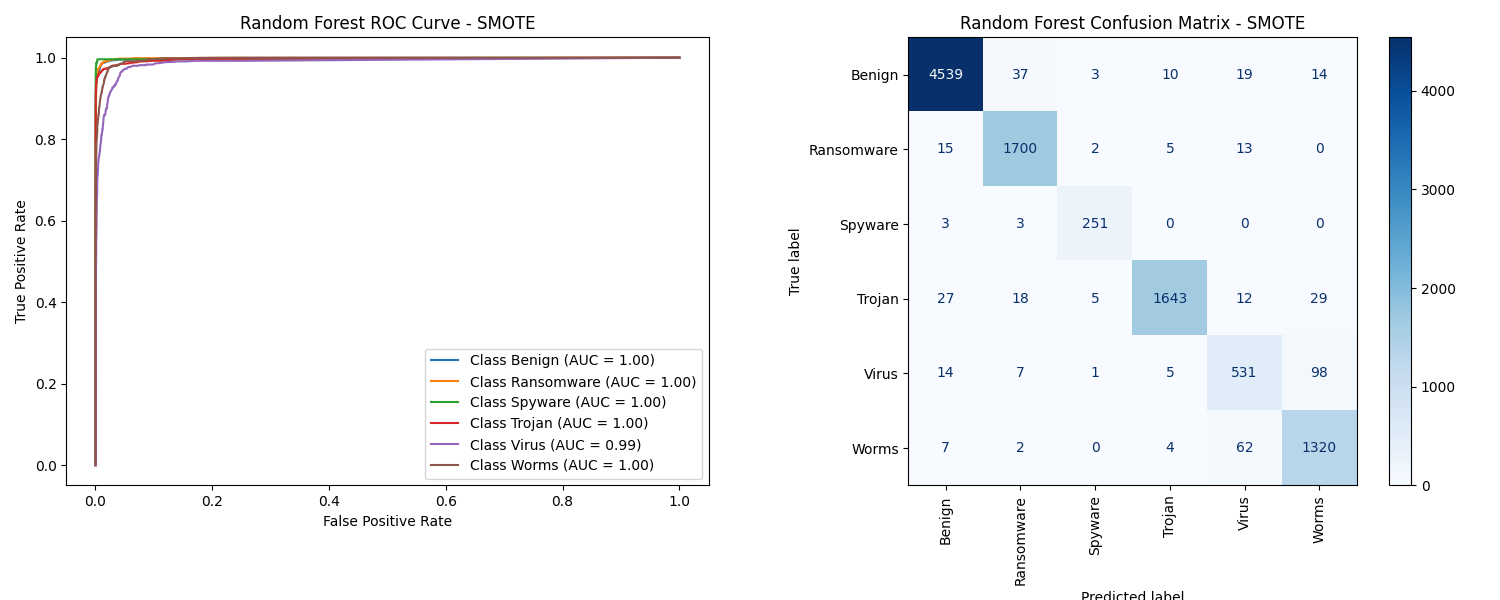 Random Forest ROC Curve - SMOTE
1.0
0.8
0.6
0.4
0.2
0.0
True Positive Rate
0.0 0.2 0.4 0.6 0.8 1.0
False Positive Rate
Class Benign (AUC = 1.00)
Class Ransomware (AUC = 1.00)
Class Spyware (AUC = 1.00)
Class Trojan (AUC = 1.00)
Class Virus (AUC = 0.99)
Class Worms (AUC = 1.00)
Random Forest Confusion Matrix - SMOTE
True label
Benign 4539 37 3 10 19 14
Ransomware 15 1700 2 5 13 0
Spyware 3 3 251 0 0 0
Trojan 27 18 5 1643 12 29
Virus 14 7 1 5 531 98
Worms 7 2 0 4 62 1320
Benign Ransomware Spyware Trojan Virus Worms
Predicted label
4000
3000
2000
1000
0